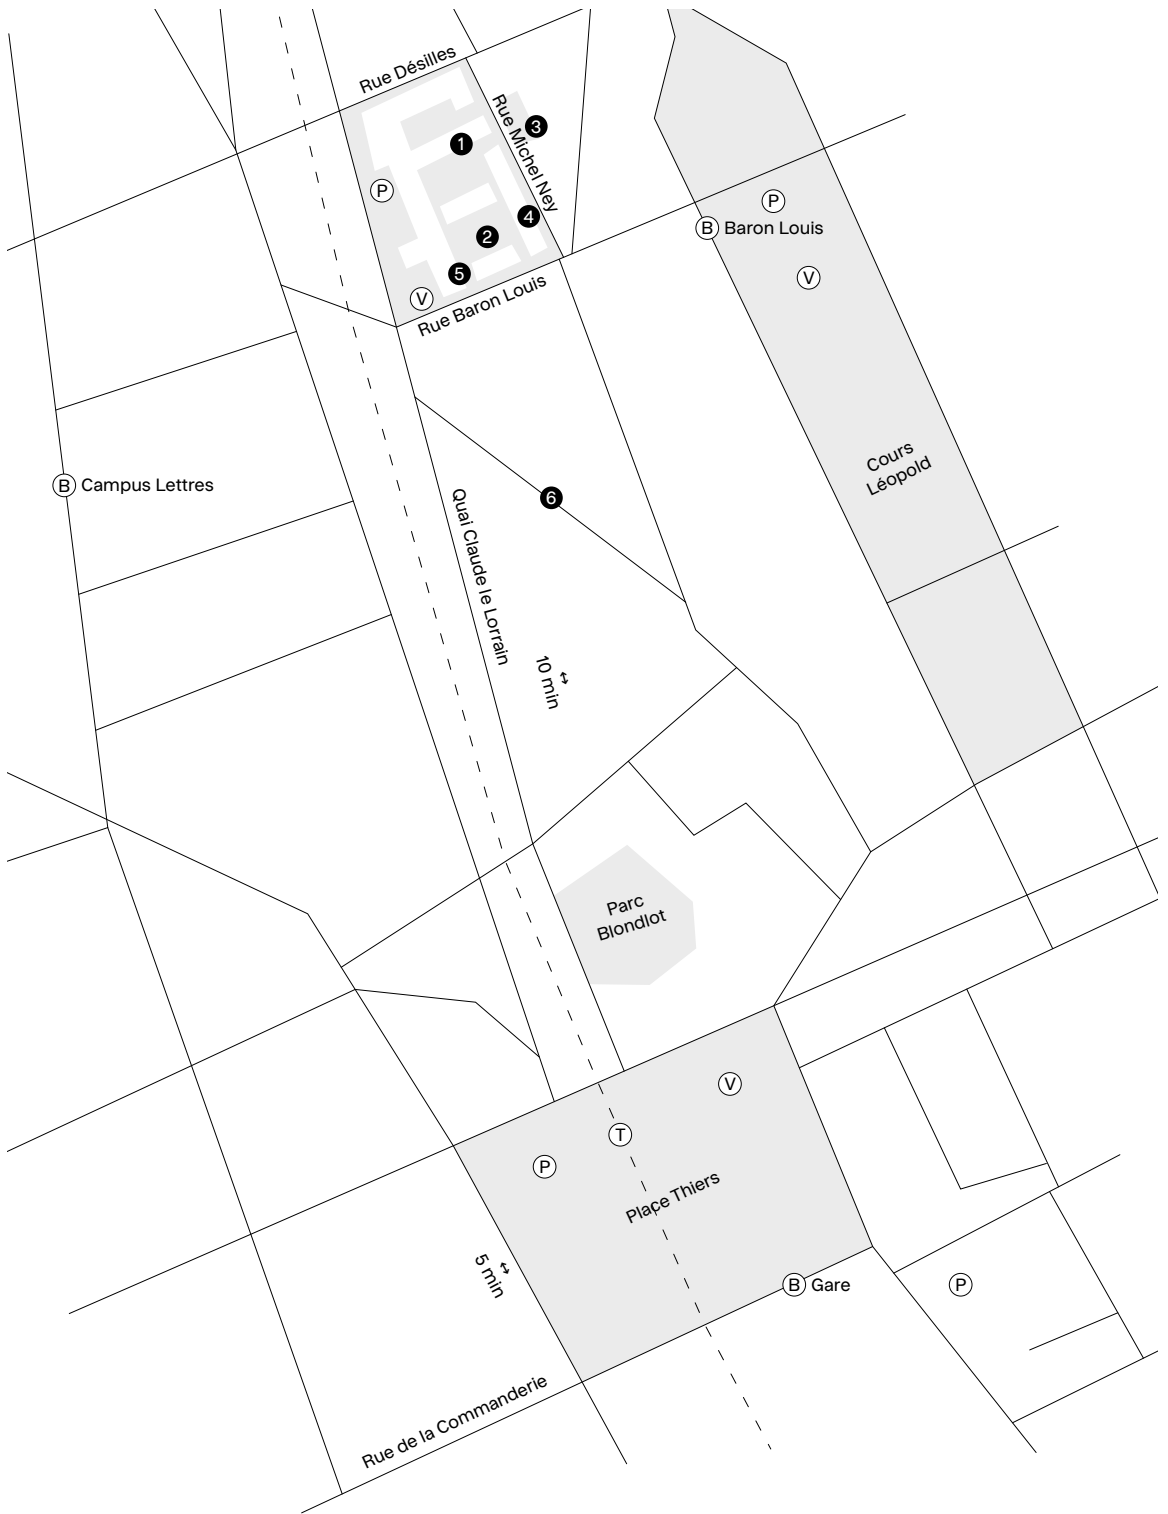 Rue Désilles
Rue Michel Ney
1
3
P
4
2
5
V
Rue Baron Louis
P
B Baron Louis
V
Cours
Léopold
B Campus Lettres
6
Quai Claude le Lorrain
10 min
Parc
Blondlot
V
T
P
Place Thiers
5 min
B Gare
P
Rue de la Commanderie